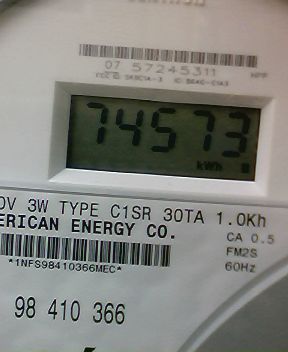 07 57245311
74573
kWh
0V 3W TYPE C1SR 30TA 1.0Kh
ERICAN ENERGY CO.
CA 0.5
*1NFS98410366MEC*
FM2S
60Hz
98 410 366